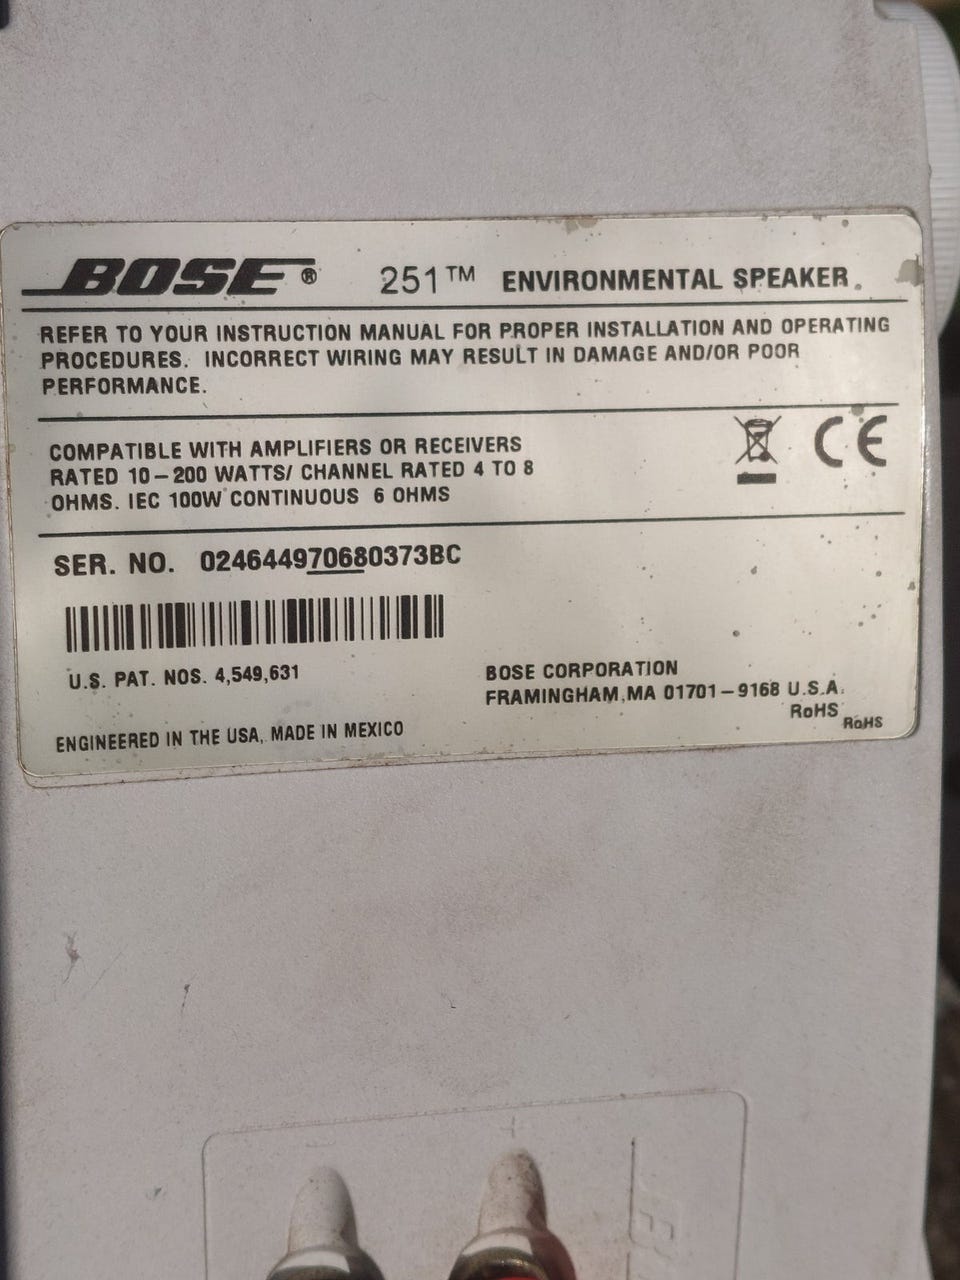 BOSE® 251™ ENVIRONMENTAL SPEAKER.
REFER TO YOUR INSTRUCTION MANUAL FOR PROPER INSTALLATION AND OPERATING
PROCEDURES. INCORRECT WIRING MAY RESULT IN DAMAGE AND/OR POOR
PERFORMANCE.
COMPATIBLE WITH AMPLIFIERS OR RECEIVERS
RATED 10-200 WATTS/ CHANNEL RATED 4 TO 8
OHMS. IEC 100W CONTINUOUS 6 OHMS
CE
SER. NO. 024644970680373BC
U.S. PAT. NOS. 4,549,631
BOSE CORPORATION
FRAMINGHAM,MA 01701-9168 U.S.A.
RoHS
RoHS
ENGINEERED IN THE USA, MADE IN MEXICO
- +